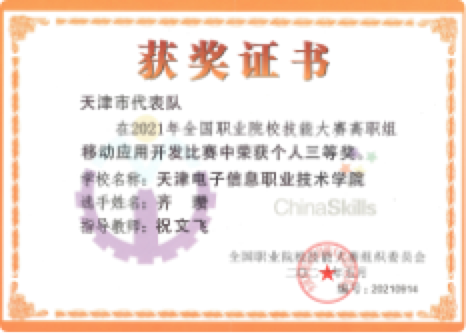 获奖证书
天津市代表队
在2021年全国职业院校技能大赛高职组
移动应用开发比赛中荣获个人三等奖
学校名称：天津电子信息职业技术学院
选手姓名：齐
指导教师：祝文飞
ChinaSkills
全国职业院校技能大赛组织委员会
二〇二一年 月
编号：20210914